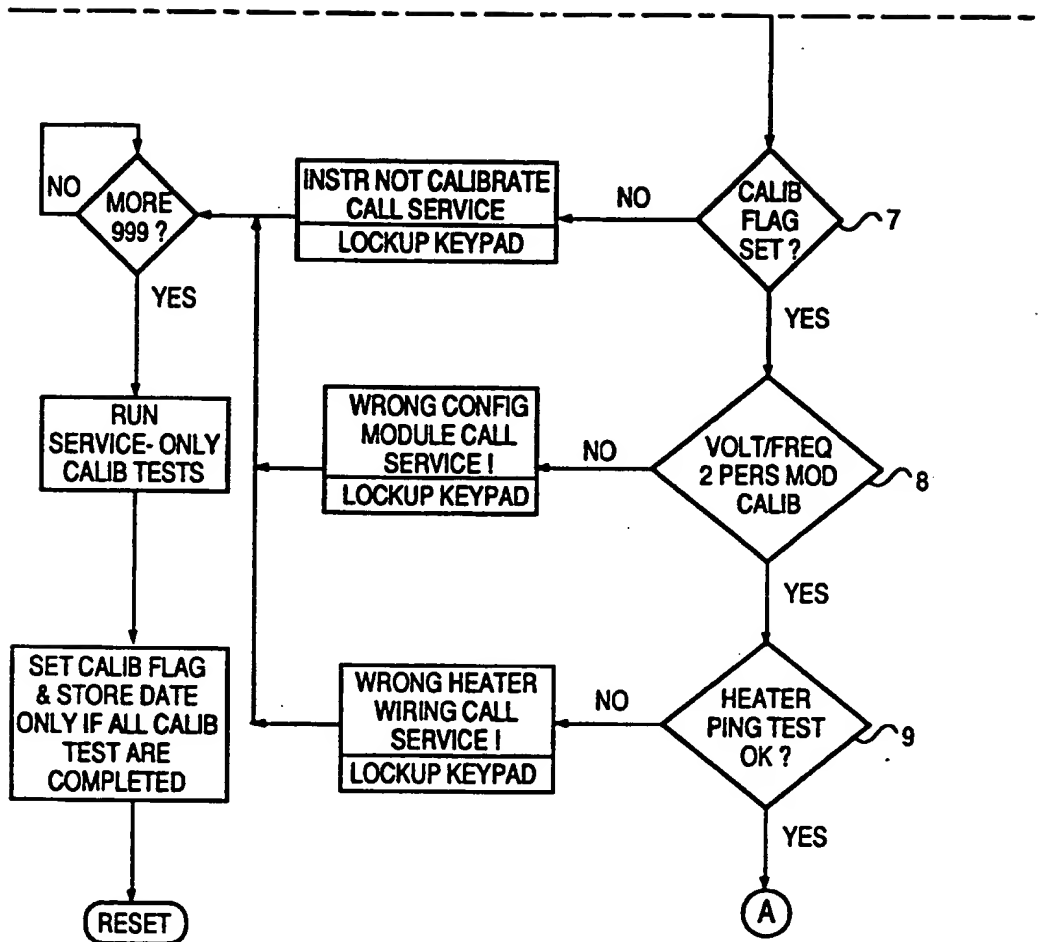 CALIB
FLAG
SET ?
7
NO
INSTR NOT CALIBRATE
CALL SERVICE
LOCKUP KEYPAD
MORE
999 ?
NO
YES
YES
RUN
SERVICE- ONLY
CALIB TESTS
WRONG CONFIG
MODULE CALL
SERVICE !
LOCKUP KEYPAD
NO
VOLT/FREQ
2 PERS MOD
CALIB
8
YES
SET CALIB FLAG
& STORE DATE
ONLY IF ALL CALIB
TEST ARE
COMPLETED
WRONG HEATER
WIRING CALL
SERVICE !
LOCKUP KEYPAD
NO
HEATER
PING TEST
OK ?
9
YES
RESET
A